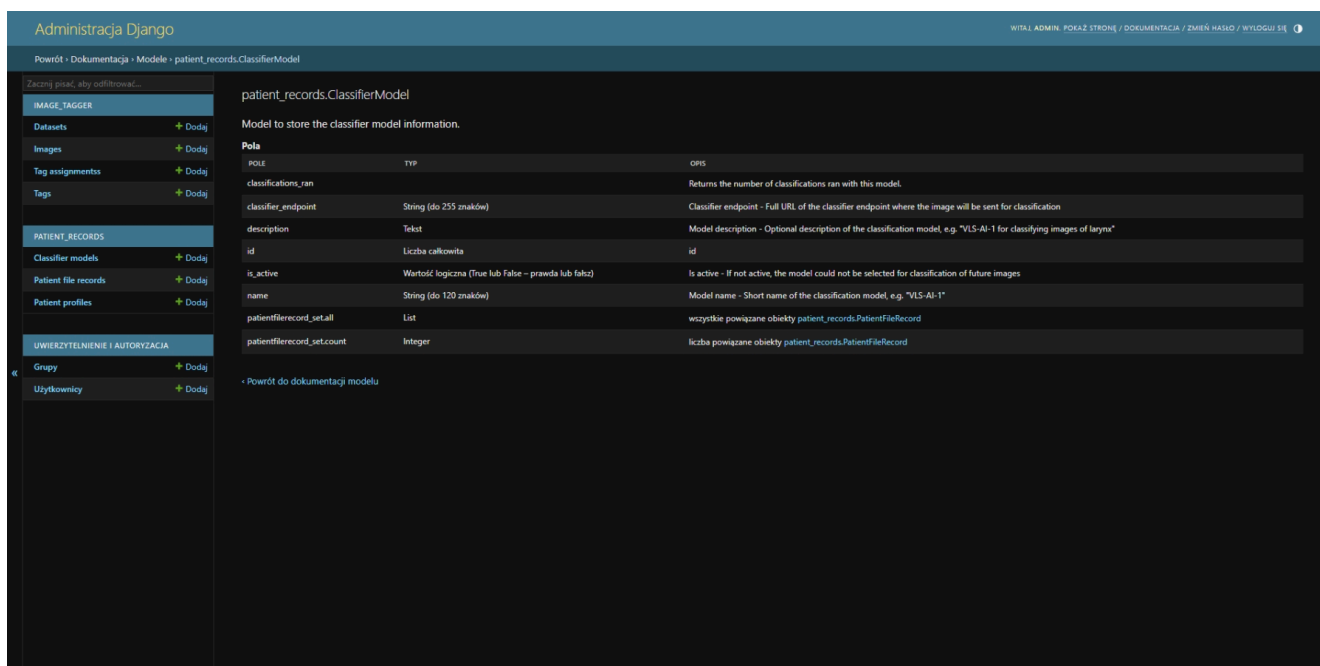 Administracja Django
WITAJ, ADMIN. POKAŻ STRONĘ / DOKUMENTACJA / ZMIEŃ HASŁO / WYLOGUJ SIĘ
Powrót › Dokumentacja › Modele › patient_records.ClassifierModel
Zacznij pisać, aby odfiltrować...
IMAGE_TAGGER
Datasets + Dodaj
Images + Dodaj
Tag assignmentss + Dodaj
Tags + Dodaj
PATIENT_RECORDS
Classifier models + Dodaj
Patient file records + Dodaj
Patient profiles + Dodaj
UWIERZYTELNIENIE I AUTORYZACJA
Grupy + Dodaj
Użytkownicy + Dodaj
«
patient_records.ClassifierModel
Model to store the classifier model information.
Pola
POLE TYP OPIS
classifications_ran Returns the number of classifications ran with this model.
classifier_endpoint String (do 255 znaków) Classifier endpoint - Full URL of the classifier endpoint where the image will be sent for classification
description Tekst Model description - Optional description of the classification model, e.g. "VLS-AI-1 for classifying images of larynx"
id Liczba całkowita id
is_active Wartość logiczna (True lub False – prawda lub fałsz) Is active - If not active, the model could not be selected for classification of future images
name String (do 120 znaków) Model name - Short name of the classification model, e.g. "VLS-AI-1"
patientfilerecord_set.all List wszystkie powiązane obiekty patient_records.PatientFileRecord
patientfilerecord_set.count Integer liczba powiązane obiekty patient_records.PatientFileRecord
‹ Powrót do dokumentacji modelu